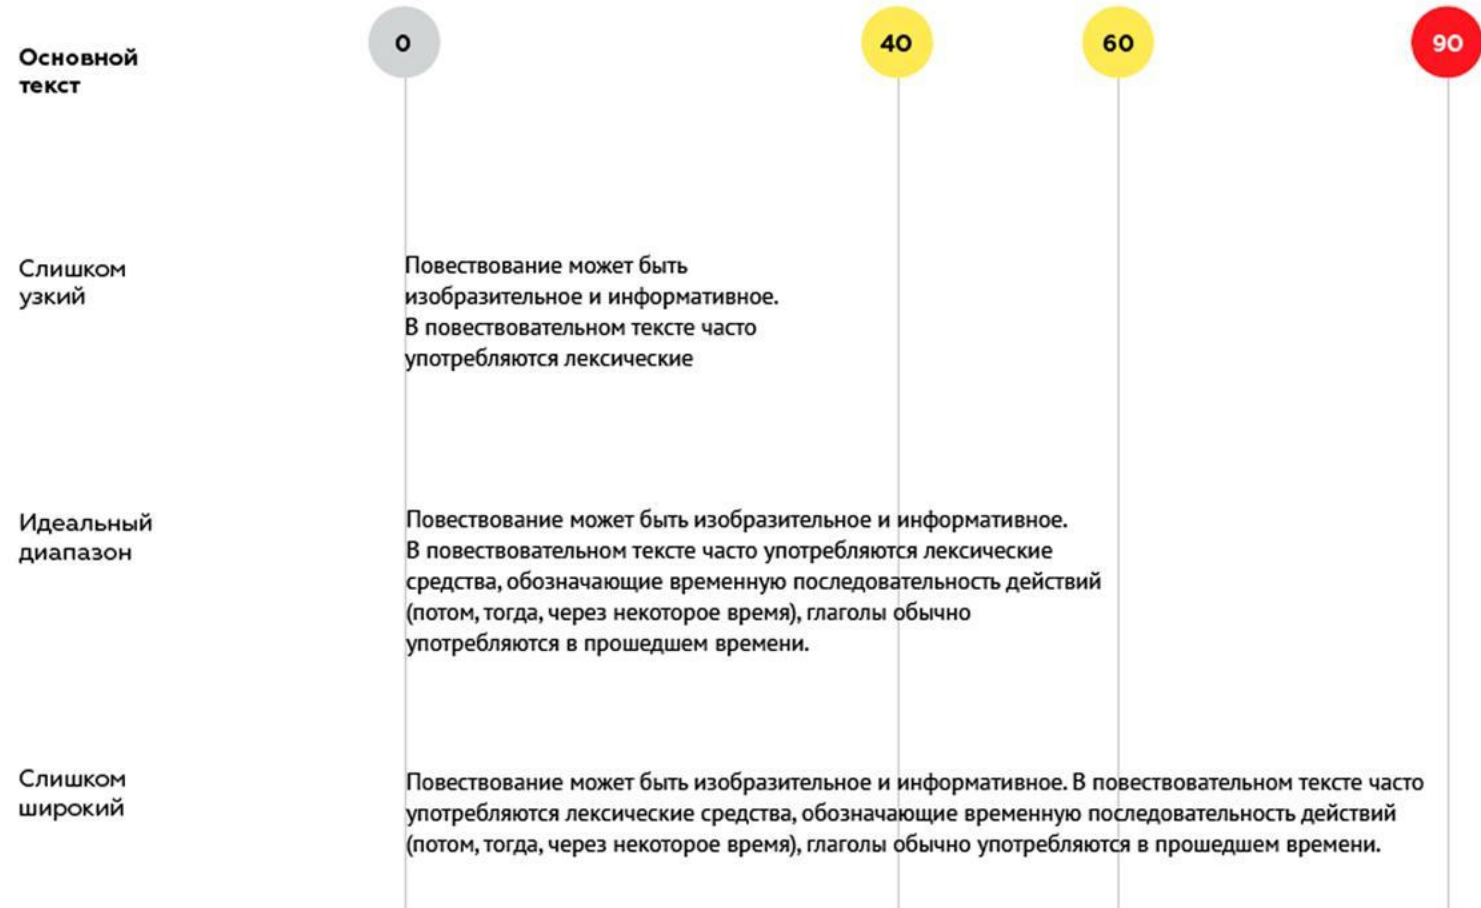 Основной
текст
0
40
60
90
Слишком
узкий
Повествование может быть
изобразительное и информативное.
В повествовательном тексте часто
употребляются лексические
Идеальный
диапазон
Повествование может быть изобразительное и информативное.
В повествовательном тексте часто употребляются лексические
средства, обозначающие временную последовательность действий
(потом, тогда, через некоторое время), глаголы обычно
употребляются в прошедшем времени.
Слишком
широкий
Повествование может быть изобразительное и информативное. В повествовательном тексте часто
употребляются лексические средства, обозначающие временную последовательность действий
(потом, тогда, через некоторое время), глаголы обычно употребляются в прошедшем времени.